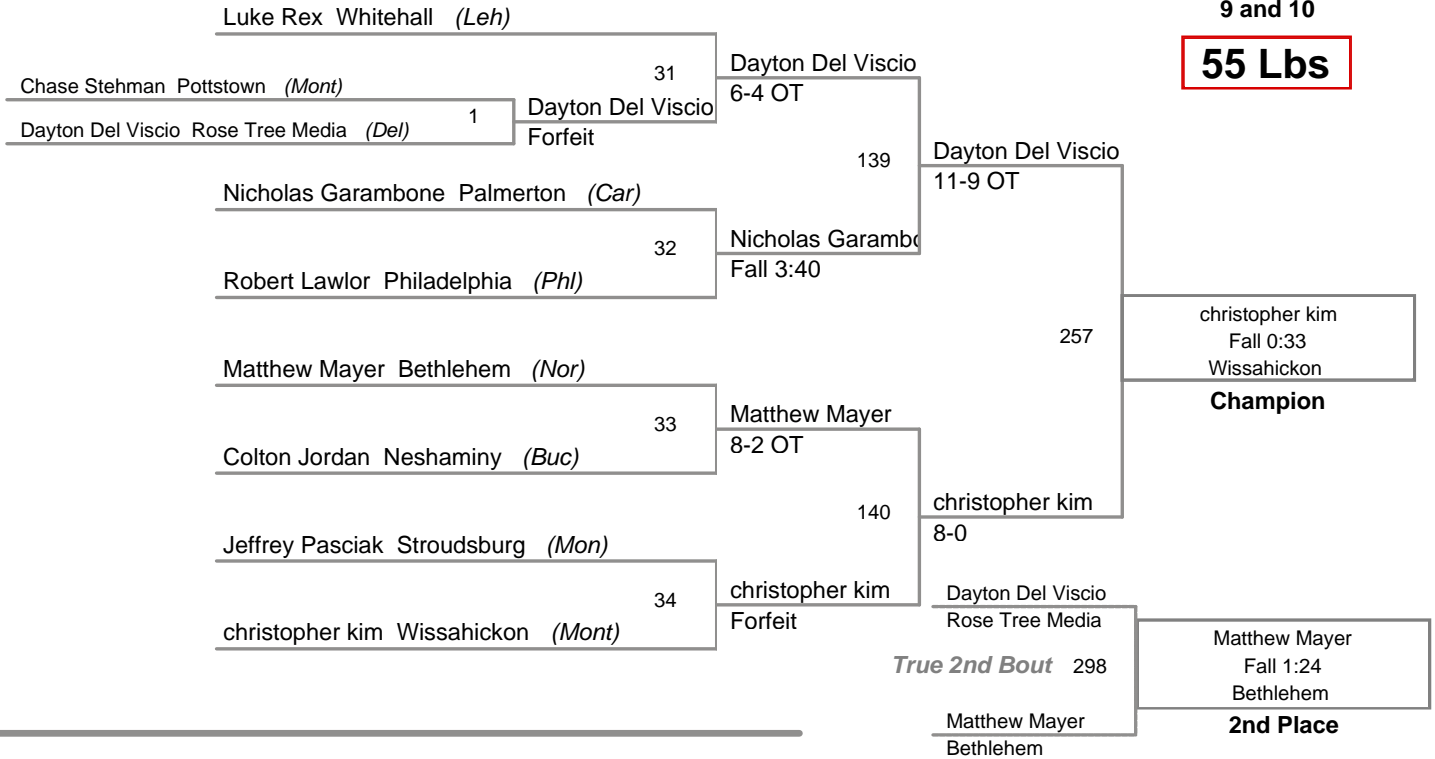 9 and 10
55 Lbs
Luke Rex Whitehall (Leh)
31
Chase Stehman Pottstown (Mont)
1
Dayton Del Viscio Rose Tree Media (Del)
Dayton Del Viscio
Forfeit
Dayton Del Viscio
6-4 OT
139
Nicholas Garambone Palmerton (Car)
32
Robert Lawlor Philadelphia (Phl)
Nicholas Garambo
Fall 3:40
Dayton Del Viscio
11-9 OT
257
Matthew Mayer Bethlehem (Nor)
33
Colton Jordan Neshaminy (Buc)
Matthew Mayer
8-2 OT
140
Jeffrey Pasciak Stroudsburg (Mon)
34
christopher kim Wissahickon (Mont)
christopher kim
Forfeit
christopher kim
8-0
christopher kim
Fall 0:33
Wissahickon
Champion
Dayton Del Viscio
Rose Tree Media
True 2nd Bout 298
Matthew Mayer
Bethlehem
Matthew Mayer
Fall 1:24
Bethlehem
2nd Place